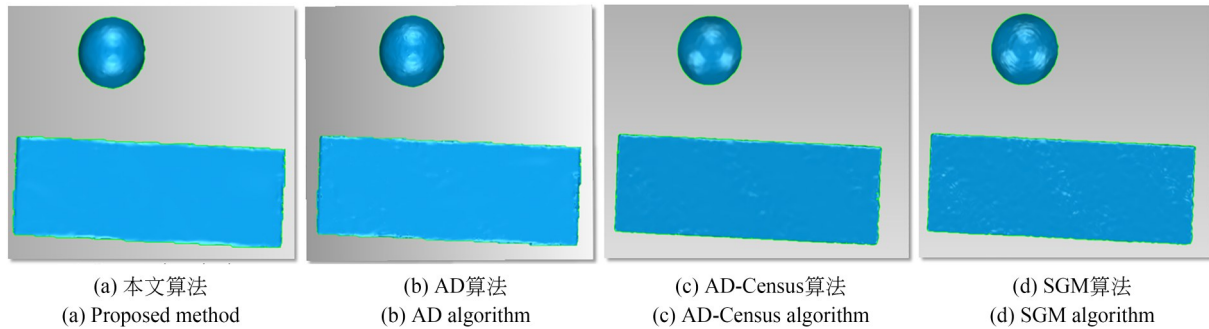 (a) 本文算法
(a) Proposed method
(b) AD算法
(b) AD algorithm
(c) AD-Census算法
(c) AD-Census algorithm
(d) SGM算法
(d) SGM algorithm